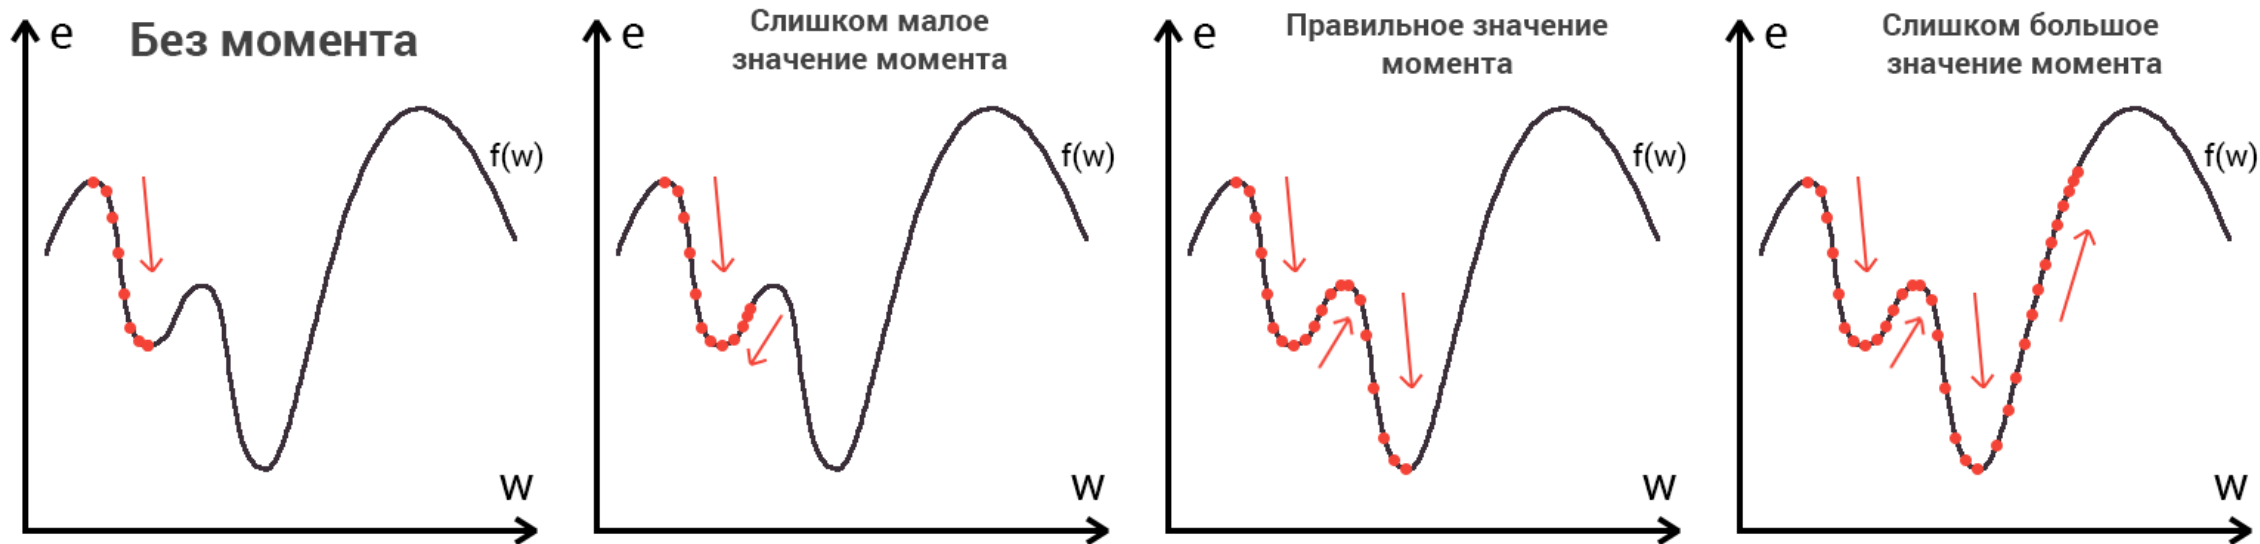 e
Без момента
f(w)
W
e
Слишком малое
значение момента
f(w)
W
e
Правильное значение
момента
f(w)
W
e
Слишком большое
значение момента
f(w)
W